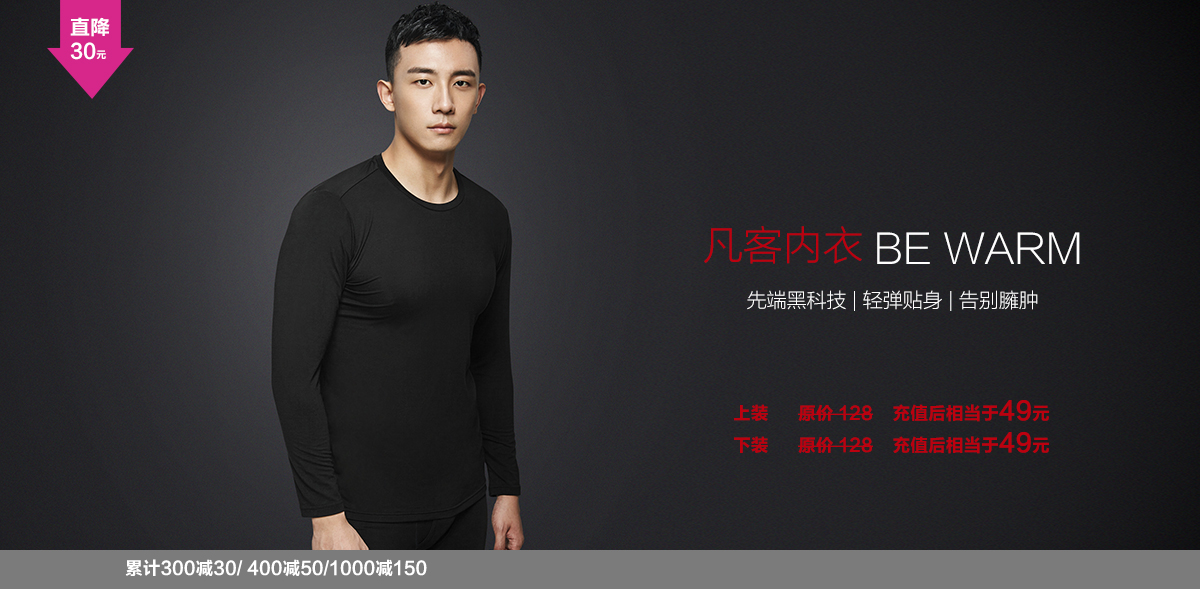 直降
30元
凡客内衣 BE WARM
先端黑科技 | 轻弹贴身 | 告别臃肿
上装 原价 128 充值后相当于49元
下装 原价 128 充值后相当于49元
累计300减30/ 400减50/1000减150